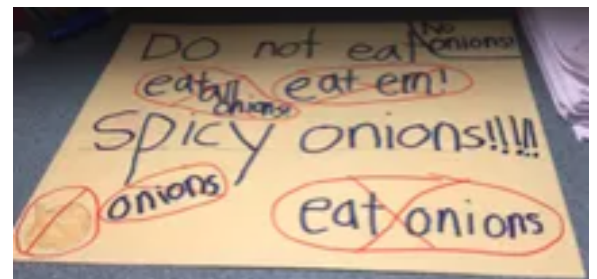 DO not eat
No
onions!
eat all
onions!
eat em!
Spicy onions!!!!!
onions
eat onions